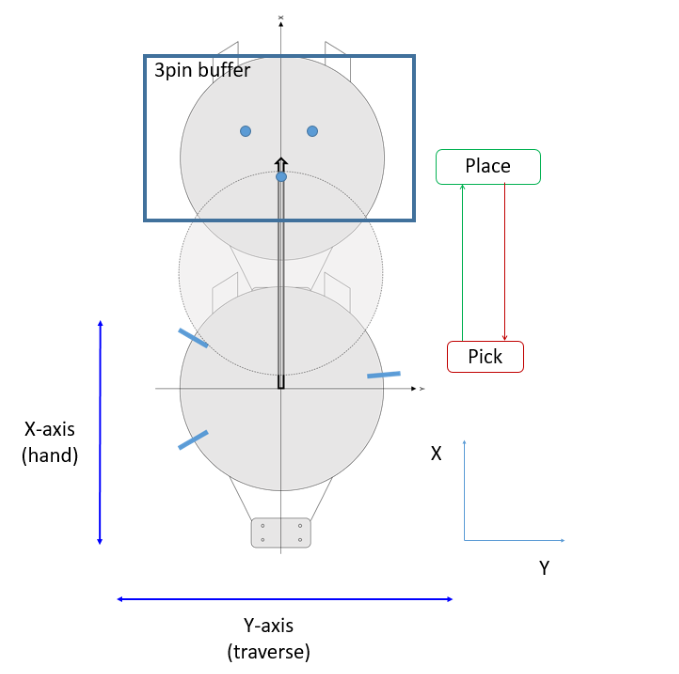 3pin buffer
Place
Pick
X-axis
(hand)
X
Y
Y-axis
(traverse)